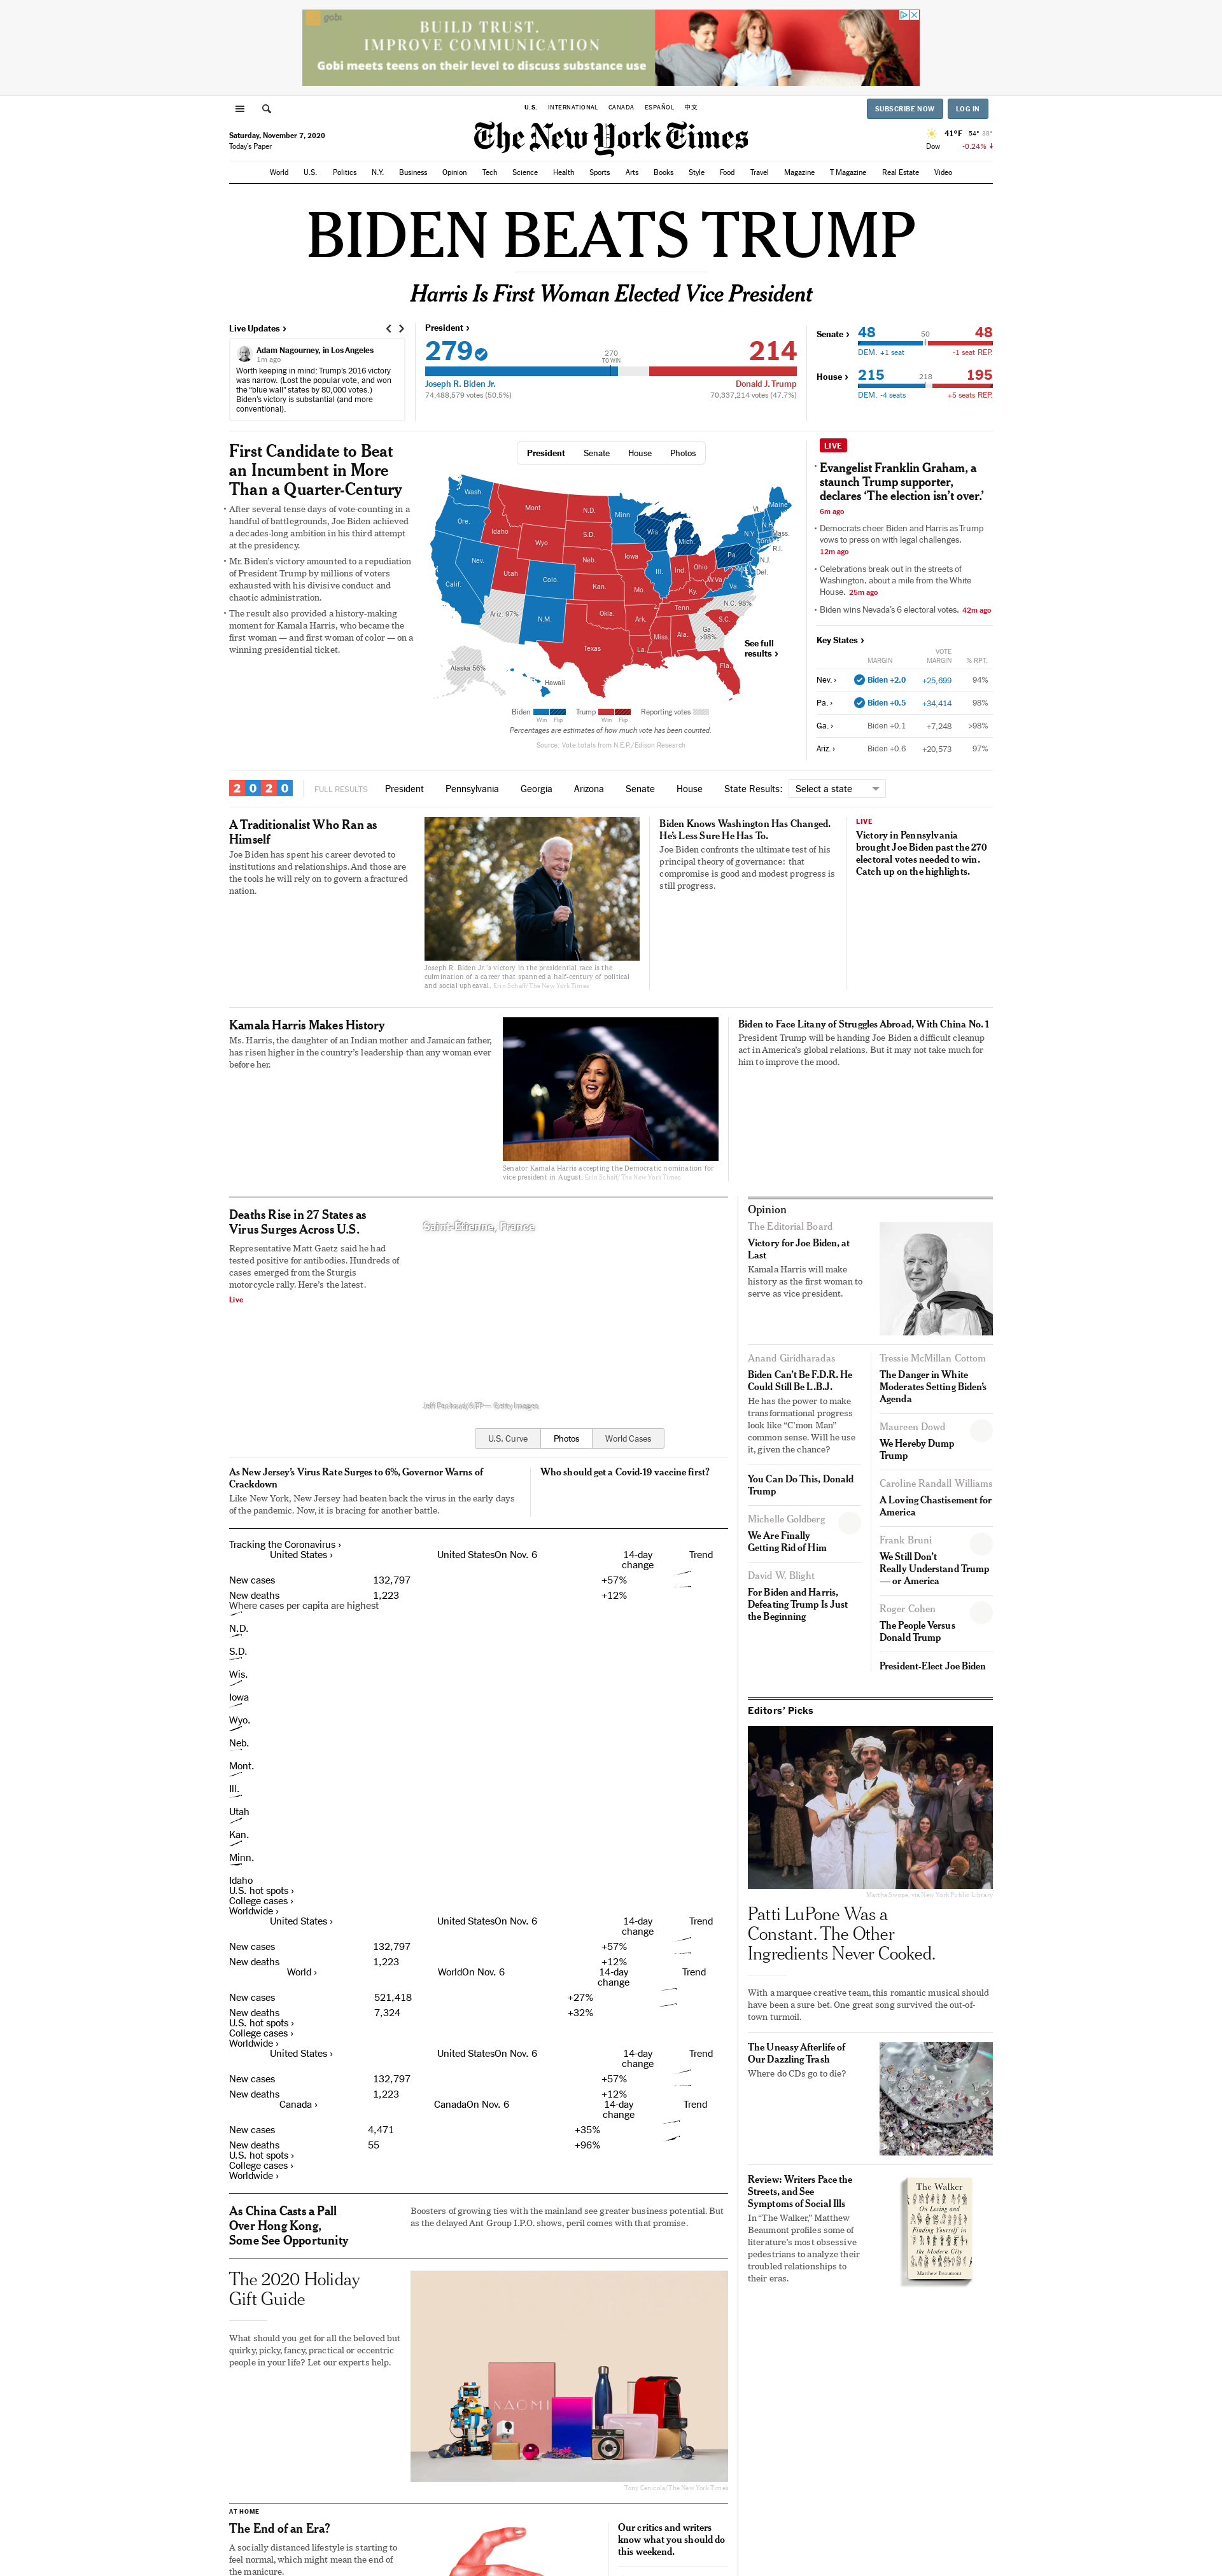 gobi
BUILD TRUST.
IMPROVE COMMUNICATION
Gobi meets teens on their level to discuss substance use
U.S. INTERNATIONAL CANADA ESPAÑOL 中文
SUBSCRIBE NOW LOG IN
The New York Times
Saturday, November 7, 2020
Today's Paper
41°F 54° 38°
Dow -0.24%
World U.S. Politics N.Y. Business Opinion Tech Science Health Sports Arts Books Style Food Travel Magazine T Magazine Real Estate Video
BIDEN BEATS TRUMP
Harris Is First Woman Elected Vice President
Live Updates ›
Adam Nagourney, in Los Angeles
1m ago
Worth keeping in mind: Trump's 2016 victory
was narrow. (Lost the popular vote, and won
the “blue wall” states by 80,000 votes.)
Biden's victory is substantial (and more
conventional).
President ›
279 214
270
TO WIN
Joseph R. Biden Jr. Donald J. Trump
74,488,579 votes (50.5%) 70,337,214 votes (47.7%)
Senate › 48 50 48
DEM. +1 seat -1 seat REP.
House › 215 218 195
DEM. -4 seats +5 seats REP.
First Candidate to Beat
an Incumbent in More
Than a Quarter-Century
• After several tense days of vote-counting in a
handful of battlegrounds, Joe Biden achieved
a decades-long ambition in his third attempt
at the presidency.
• Mr. Biden's victory amounted to a repudiation
of President Trump by millions of voters
exhausted with his divisive conduct and
chaotic administration.
• The result also provided a history-making
moment for Kamala Harris, who became the
first woman — and first woman of color — on a
winning presidential ticket.
President Senate House Photos
Wash.
Ore.
Calif.
Nev.
Idaho
Mont.
Wyo.
Utah
Colo.
Ariz. 97%
N.M.
N.D.
S.D.
Neb.
Kan.
Okla.
Texas
Minn.
Iowa
Mo.
Ark.
La.
Wis.
Ill.
Mich.
Ind.
Ohio
Ky.
Tenn.
Miss.
Ala.
Ga.
>98%
Fla.
S.C.
N.C. 98%
Va.
W.Va.
Pa.
N.Y.
Vt.
N.H.
Maine
Mass.
Conn.
R.I.
N.J.
Del.
Alaska 56%
Hawaii
See full
results ›
Biden Trump Reporting votes
Win Flip Win Flip
Percentages are estimates of how much vote has been counted.
Source: Vote totals from N.E.P./Edison Research
LIVE
• Evangelist Franklin Graham, a
staunch Trump supporter,
declares ‘The election isn't over.’
6m ago
• Democrats cheer Biden and Harris as Trump
vows to press on with legal challenges.
12m ago
• Celebrations break out in the streets of
Washington, about a mile from the White
House. 25m ago
• Biden wins Nevada's 6 electoral votes. 42m ago
Key States ›
MARGIN VOTE
MARGIN % RPT.
Nev. › Biden +2.0 +25,699 94%
Pa. › Biden +0.5 +34,414 98%
Ga. › Biden +0.1 +7,248 >98%
Ariz. › Biden +0.6 +20,573 97%
2020 FULL RESULTS President Pennsylvania Georgia Arizona Senate House State Results: Select a state
A Traditionalist Who Ran as
Himself
Joe Biden has spent his career devoted to
institutions and relationships. And those are
the tools he will rely on to govern a fractured
nation.
Joseph R. Biden Jr.'s victory in the presidential race is the
culmination of a career that spanned a half-century of political
and social upheaval. Erin Schaff/The New York Times
Biden Knows Washington Has Changed.
He's Less Sure He Has To.
Joe Biden confronts the ultimate test of his
principal theory of governance: that
compromise is good and modest progress is
still progress.
LIVE
Victory in Pennsylvania
brought Joe Biden past the 270
electoral votes needed to win.
Catch up on the highlights.
Kamala Harris Makes History
Ms. Harris, the daughter of an Indian mother and Jamaican father,
has risen higher in the country's leadership than any woman ever
before her.
Senator Kamala Harris accepting the Democratic nomination for
vice president in August. Erin Schaff/The New York Times
Biden to Face Litany of Struggles Abroad, With China No. 1
President Trump will be handing Joe Biden a difficult cleanup
act in America's global relations. But it may not take much for
him to improve the mood.
Deaths Rise in 27 States as
Virus Surges Across U.S.
Representative Matt Gaetz said he had
tested positive for antibodies. Hundreds of
cases emerged from the Sturgis
motorcycle rally. Here's the latest.
Live
Saint-Étienne, France
Jeff Pachoud/AFP — Getty Images
U.S. Curve Photos World Cases
As New Jersey's Virus Rate Surges to 6%, Governor Warns of
Crackdown
Like New York, New Jersey had beaten back the virus in the early days
of the pandemic. Now, it is bracing for another battle.
Who should get a Covid-19 vaccine first?
Tracking the Coronavirus ›
United States › United StatesOn Nov. 6 14-day
change Trend
New cases 132,797 +57%
New deaths 1,223 +12%
Where cases per capita are highest
N.D.
S.D.
Wis.
Iowa
Wyo.
Neb.
Mont.
Ill.
Utah
Kan.
Minn.
Idaho
U.S. hot spots ›
College cases ›
Worldwide ›
United States › United StatesOn Nov. 6 14-day
change Trend
New cases 132,797 +57%
New deaths 1,223 +12%
World › WorldOn Nov. 6 14-day
change Trend
New cases 521,418 +27%
New deaths 7,324 +32%
U.S. hot spots ›
College cases ›
Worldwide ›
United States › United StatesOn Nov. 6 14-day
change Trend
New cases 132,797 +57%
New deaths 1,223 +12%
Canada › CanadaOn Nov. 6 14-day
change Trend
New cases 4,471 +35%
New deaths 55 +96%
U.S. hot spots ›
College cases ›
Worldwide ›
As China Casts a Pall
Over Hong Kong,
Some See Opportunity
Boosters of growing ties with the mainland see greater business potential. But
as the delayed Ant Group I.P.O. shows, peril comes with that promise.
The 2020 Holiday
Gift Guide
What should you get for all the beloved but
quirky, picky, fancy, practical or eccentric
people in your life? Let our experts help.
NAOMI
Tony Cenicola/The New York Times
AT HOME
The End of an Era?
A socially distanced lifestyle is starting to
feel normal, which might mean the end of
the manicure.
Our critics and writers
know what you should do
this weekend.
Opinion
The Editorial Board
Victory for Joe Biden, at
Last
Kamala Harris will make
history as the first woman to
serve as vice president.
Anand Giridharadas
Biden Can't Be F.D.R. He
Could Still Be L.B.J.
He has the power to make
transformational progress
look like “C'mon Man”
common sense. Will he use
it, given the chance?
You Can Do This, Donald
Trump
Michelle Goldberg
We Are Finally
Getting Rid of Him
David W. Blight
For Biden and Harris,
Defeating Trump Is Just
the Beginning
Tressie McMillan Cottom
The Danger in White
Moderates Setting Biden's
Agenda
Maureen Dowd
We Hereby Dump
Trump
Caroline Randall Williams
A Loving Chastisement for
America
Frank Bruni
We Still Don't
Really Understand Trump
— or America
Roger Cohen
The People Versus
Donald Trump
President-Elect Joe Biden
Editors' Picks
Martha Swope, via New York Public Library
Patti LuPone Was a
Constant. The Other
Ingredients Never Cooked.
With a marquee creative team, this romantic musical should
have been a sure bet. One great song survived the out-of-
town turmoil.
The Uneasy Afterlife of
Our Dazzling Trash
Where do CDs go to die?
Review: Writers Pace the
Streets, and See
Symptoms of Social Ills
In “The Walker,” Matthew
Beaumont profiles some of
literature's most obsessive
pedestrians to analyze their
troubled relationships to
their eras.
The Walker
On Losing and
Finding Yourself in
the Modern City
Matthew Beaumont